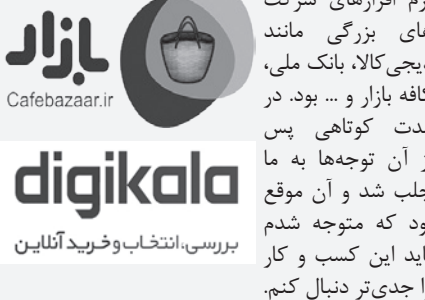 افزارهای شرکت
های بزرگی مانند
دیجی‌کالا، بانک ملی،
کافه بازار و ... بود. در
مدت کوتاهی پس
از آن توجه‌ها به ما
جلب شد و آن موقع
بود که متوجه شدم
باید این کسب و کار
را جدی‌تر دنبال کنم.
بازار
Cafebazaar.ir
digikala
بررسی، انتخاب و خرید آنلاین